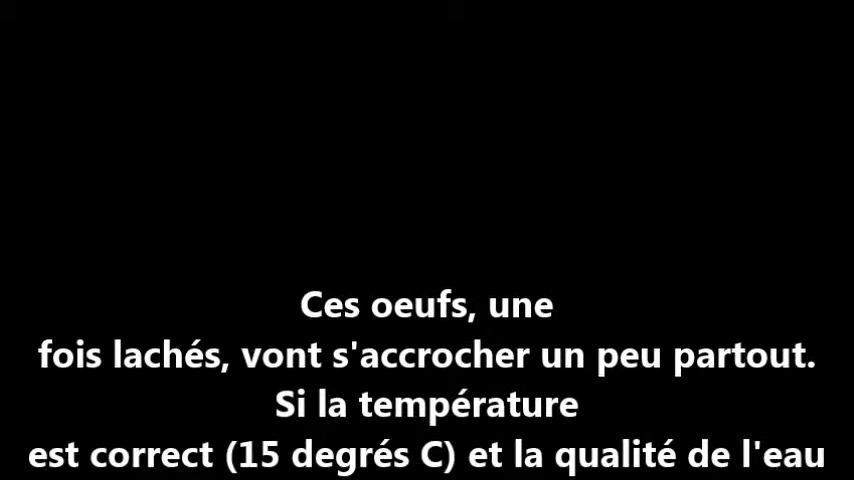 Ces oeufs, une
fois lachés, vont s'accrocher un peu partout.
Si la température
est correct (15 degrés C) et la qualité de l'eau